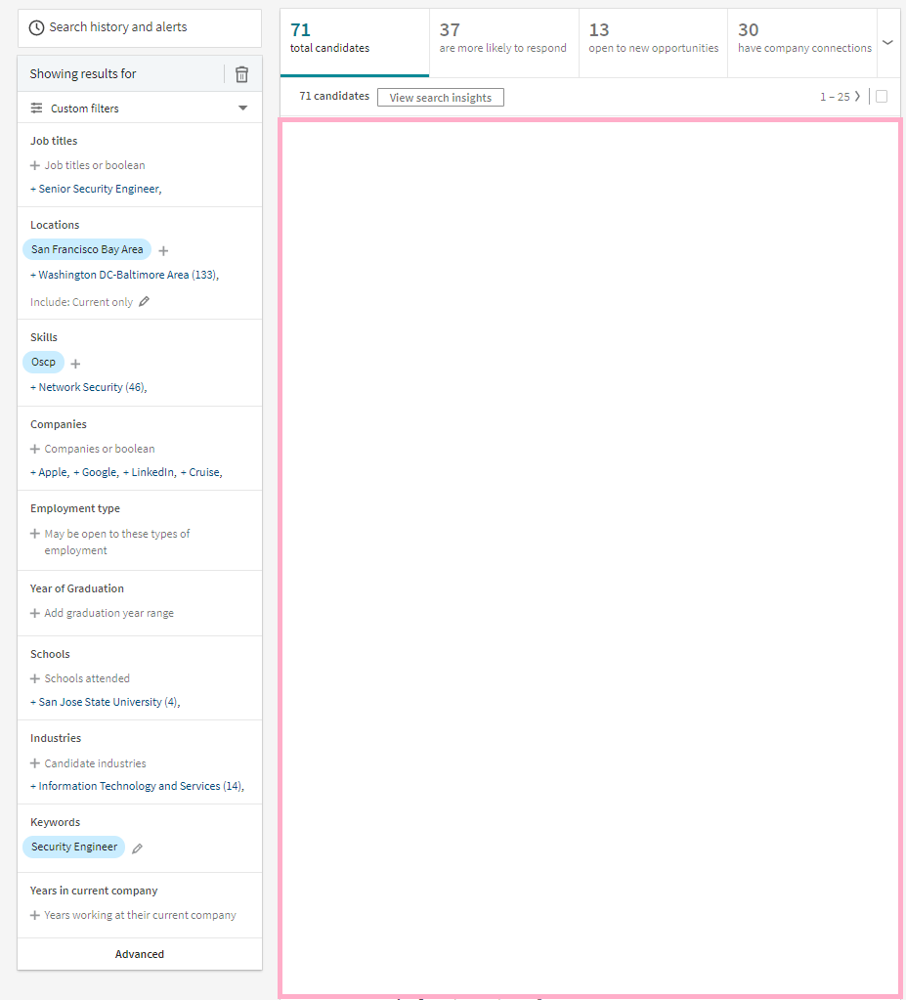 Search history and alerts
Showing results for
Custom filters
Job titles
+ Job titles or boolean
+ Senior Security Engineer,
Locations
San Francisco Bay Area +
+ Washington DC-Baltimore Area (133),
Include: Current only
Skills
Oscp +
+ Network Security (46),
Companies
+ Companies or boolean
+ Apple, + Google, + LinkedIn, + Cruise,
Employment type
+ May be open to these types of
employment
Year of Graduation
+ Add graduation year range
Schools
+ Schools attended
+ San Jose State University (4),
Industries
+ Candidate industries
+ Information Technology and Services (14),
Keywords
Security Engineer
Years in current company
+ Years working at their current company
Advanced
71
total candidates
37
are more likely to respond
13
open to new opportunities
30
have company connections
71 candidates View search insights 1 – 25